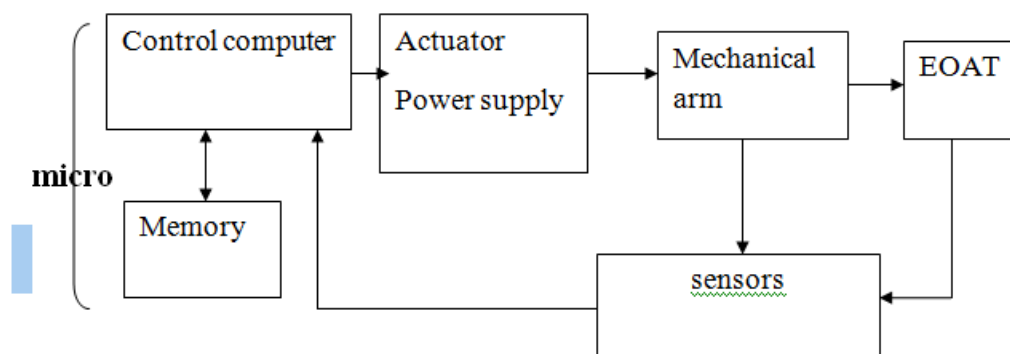 Control computer
Actuator
Power supply
Mechanical
arm
EOAT
micro
Memory
sensors